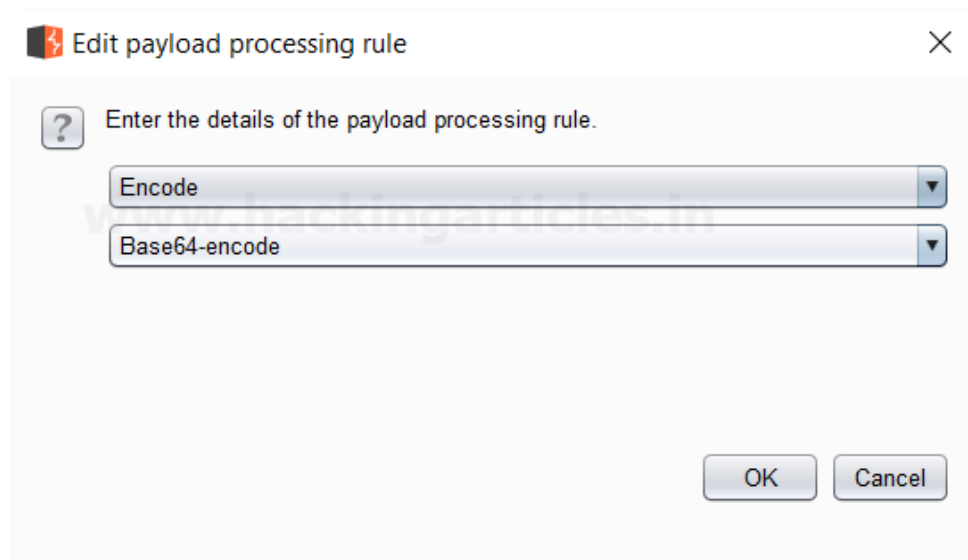 Edit payload processing rule
Enter the details of the payload processing rule.
Encode
www.hackingarticles.in
Base64-encode
OK
Cancel